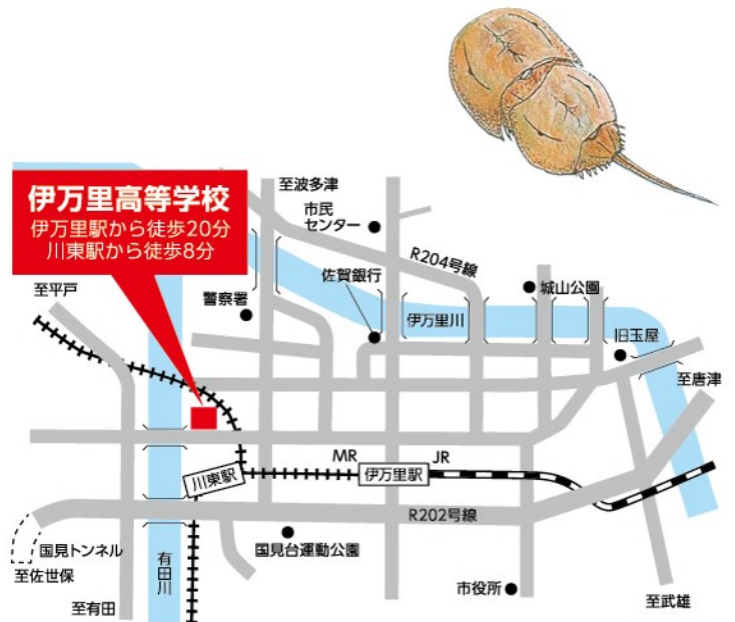 伊万里高等学校
伊万里駅から徒歩20分
川東駅から徒歩8分
至波多津
市民
センター
R204号線
佐賀銀行
城山公園
至平戸
警察署
伊万里川
旧玉屋
至唐津
MR
JR
川東駅
伊万里駅
R202号線
国見トンネル
国見台運動公園
有田川
至佐世保
市役所
至有田
至武雄